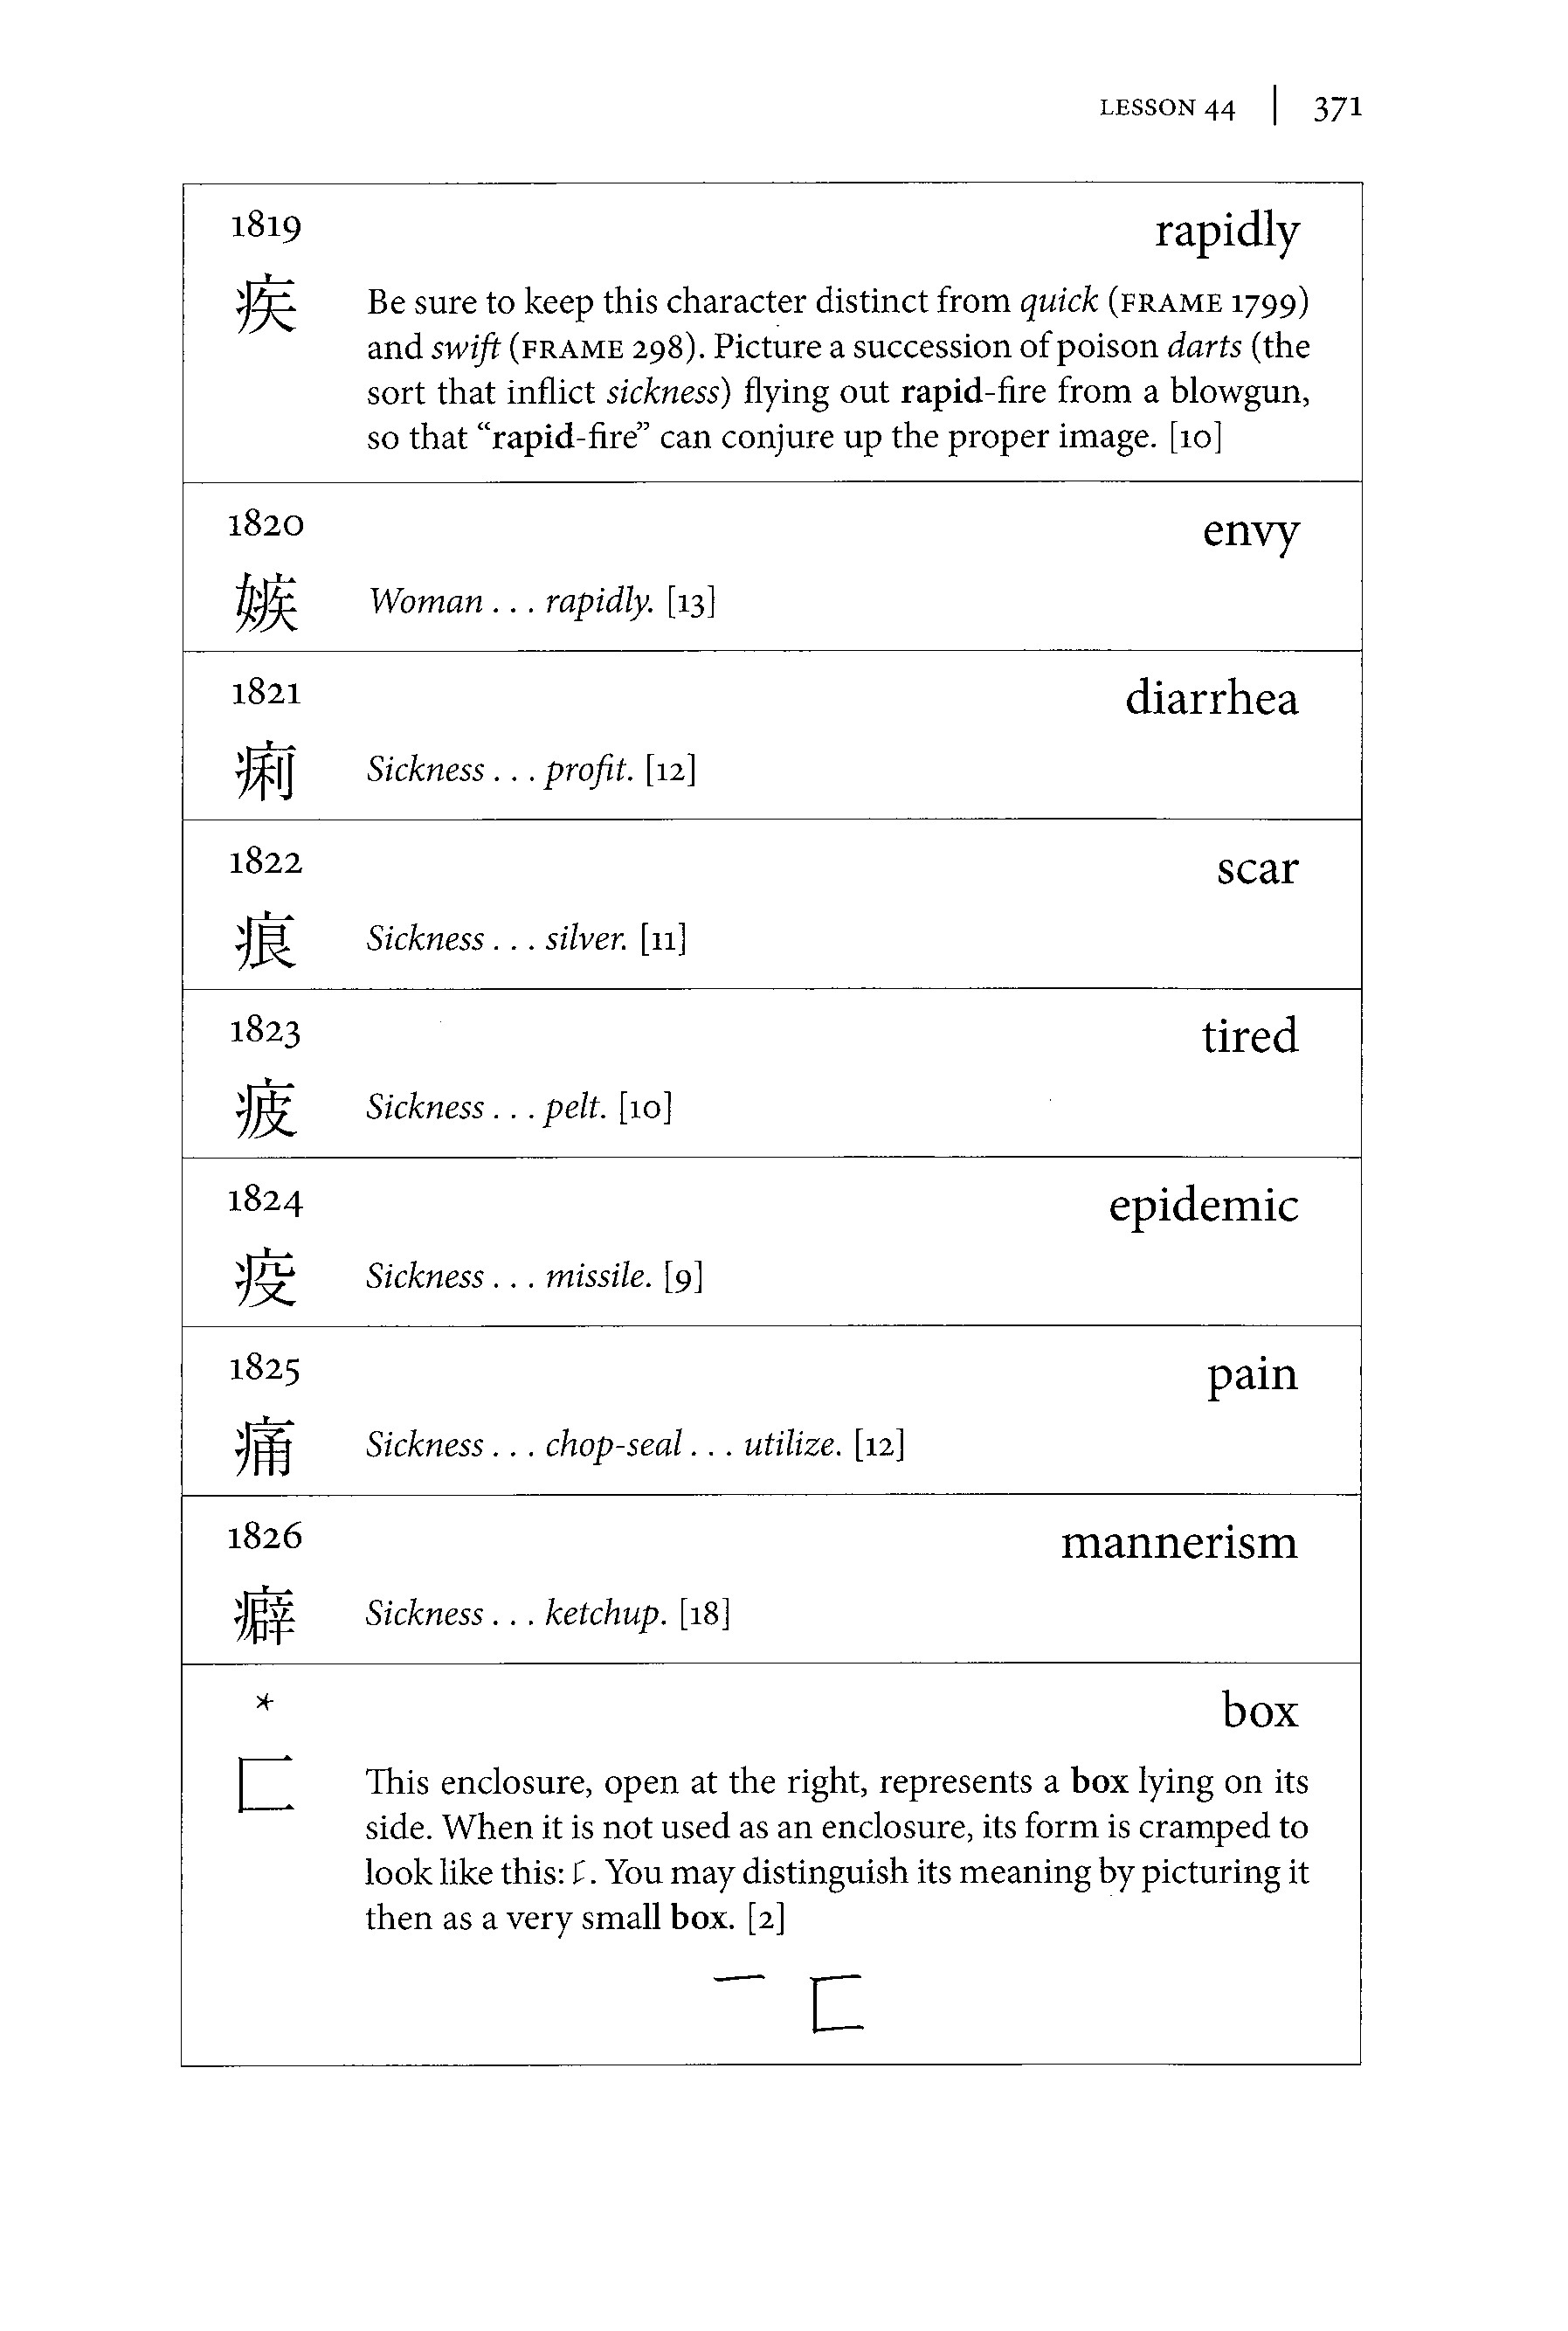 LESSON 44 | 371
1819
rapidly
疾
Be sure to keep this character distinct from quick (FRAME 1799)
and swift (FRAME 298). Picture a succession of poison darts (the
sort that inflict sickness) flying out rapid-fire from a blowgun,
so that “rapid-fire” can conjure up the proper image. [10]
1820
envy
嫉
Woman . . . rapidly. [13]
1821
diarrhea
痢
Sickness . . . profit. [12]
1822
scar
痕
Sickness . . . silver. [11]
1823
tired
疲
Sickness . . . pelt. [10]
1824
epidemic
疫
Sickness . . . missile. [9]
1825
pain
痛
Sickness . . . chop-seal . . . utilize. [12]
1826
mannerism
癖
Sickness . . . ketchup. [18]
*
box
匚
This enclosure, open at the right, represents a box lying on its
side. When it is not used as an enclosure, its form is cramped to
look like this: 匚. You may distinguish its meaning by picturing it
then as a very small box. [2]
一 匚